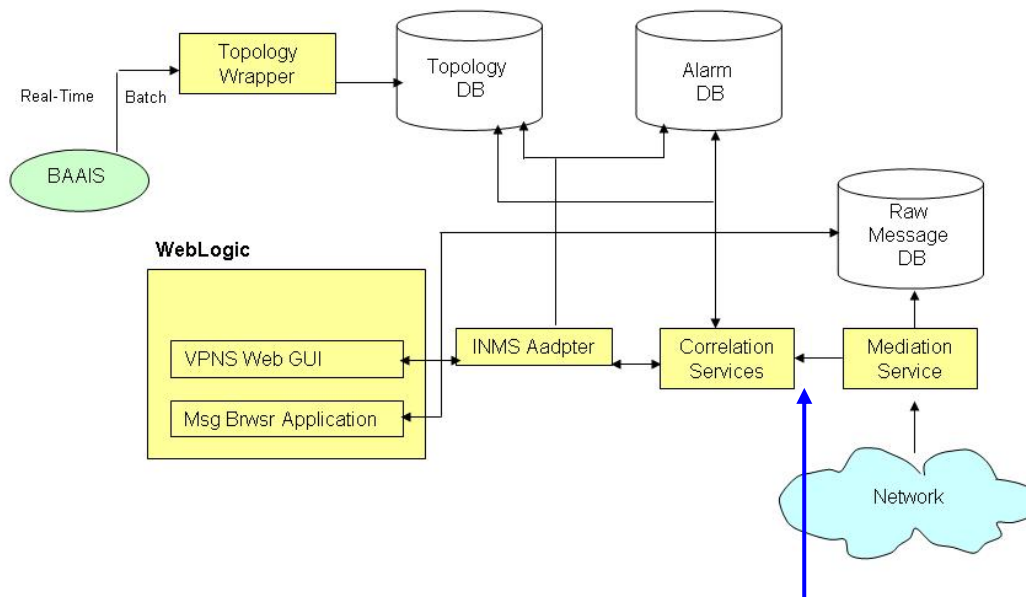 Topology
Wrapper
Topology
DB
Alarm
DB
Real-Time
Batch
BAAIS
Raw
Message
DB
WebLogic
VPNS Web GUI
INMS Aadpter
Correlation
Services
Mediation
Service
Msg Brwsr Application
Network